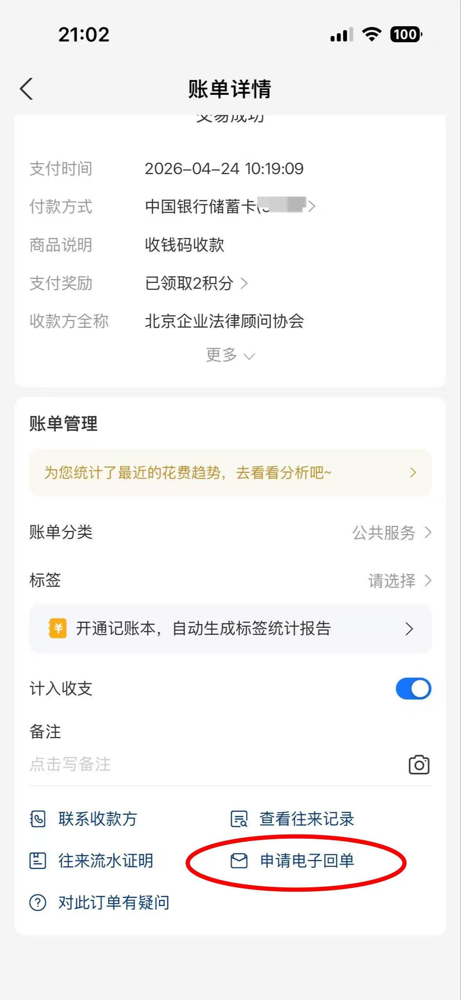 21:02
100
账单详情
交易成功
支付时间 2026-04-24 10:19:09
付款方式 中国银行储蓄卡(
商品说明 收钱码收款
支付奖励 已领取2积分
收款方全称 北京企业法律顾问协会
更多
账单管理
为您统计了最近的花费趋势，去看看分析吧~
账单分类 公共服务
标签 请选择
¥ 开通记账本，自动生成标签统计报告
计入收支
备注
点击写备注
联系收款方 查看往来记录
往来流水证明 申请电子回单
? 对此订单有疑问